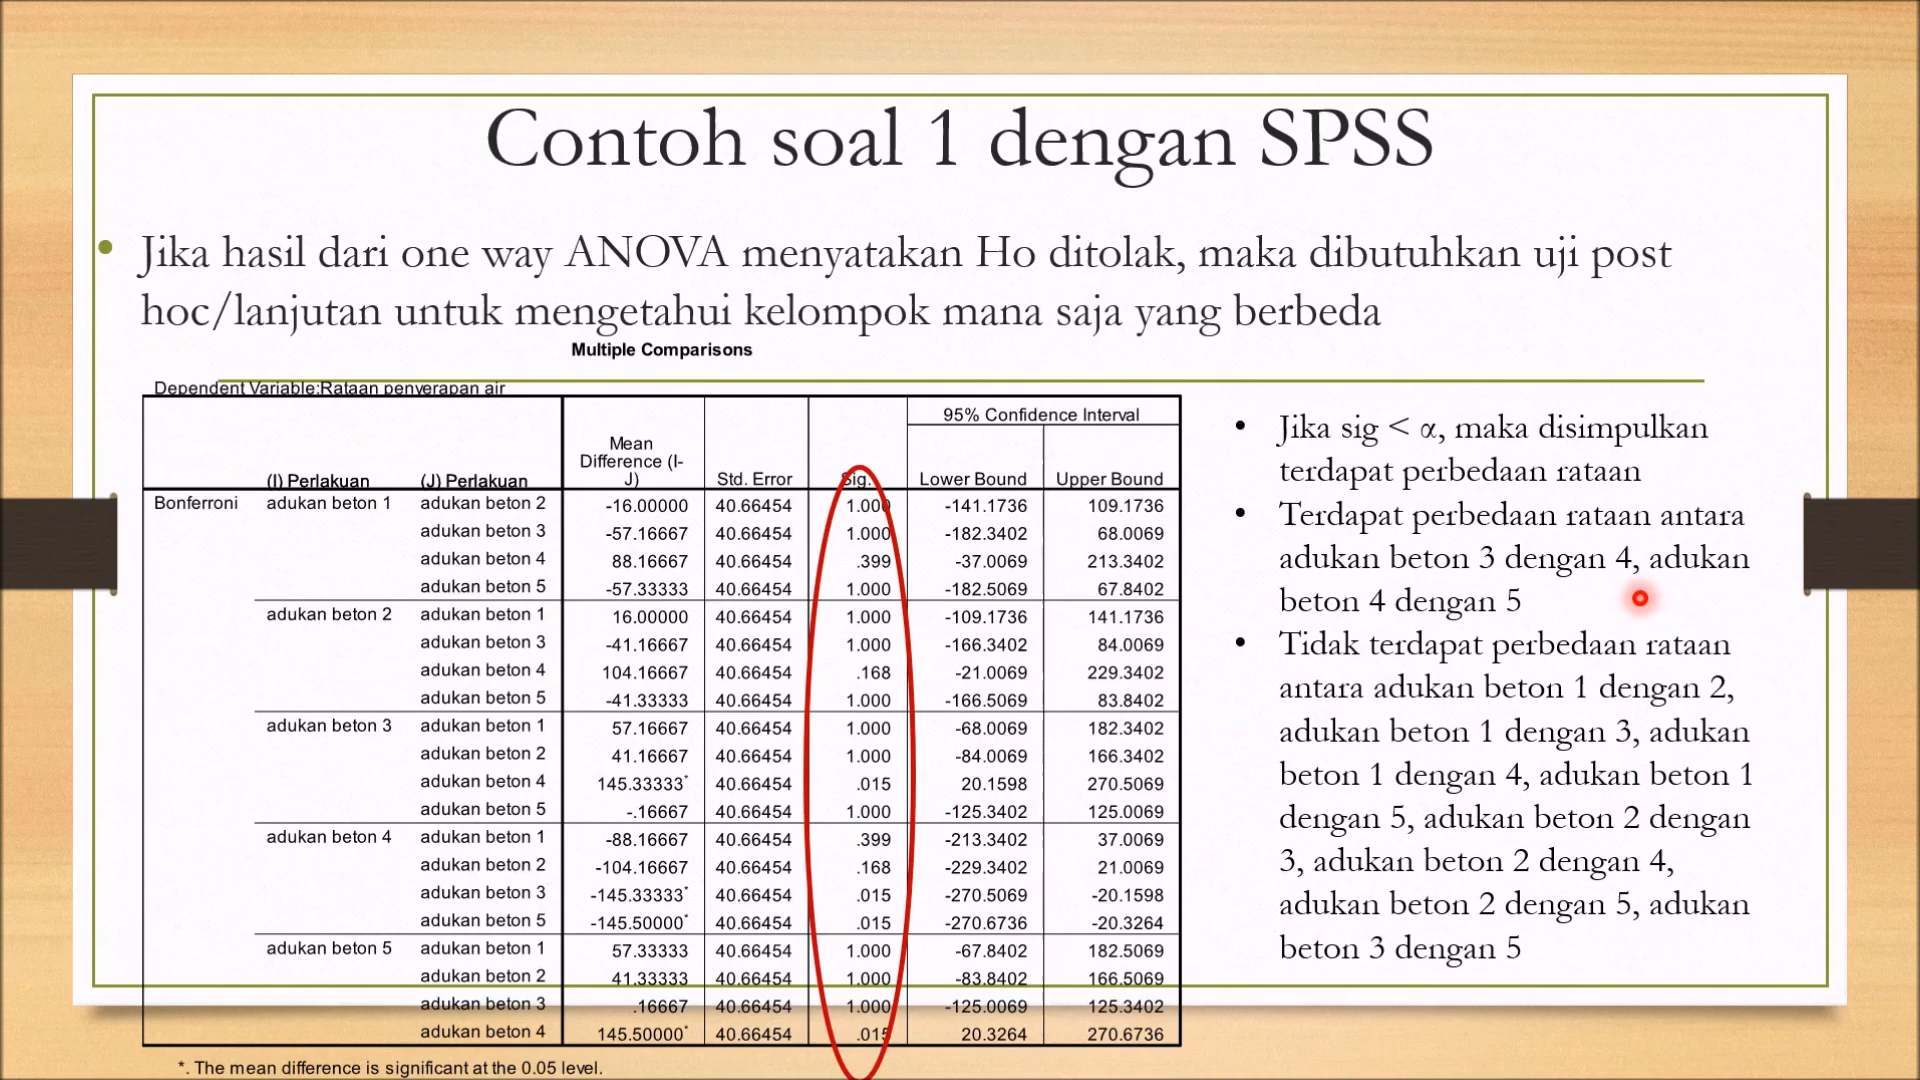 Contoh soal 1 dengan SPSS
• Jika hasil dari one way ANOVA menyatakan Ho ditolak, maka dibutuhkan uji post
hoc/lanjutan untuk mengetahui kelompok mana saja yang berbeda
Multiple Comparisons
Dependent Variable:Rataan penyerapan air
95% Confidence Interval
(I) Perlakuan (J) Perlakuan Mean Difference (I-J) Std. Error Sig. Lower Bound Upper Bound
Bonferroni adukan beton 1 adukan beton 2 -16.00000 40.66454 1.000 -141.1736 109.1736
adukan beton 3 -57.16667 40.66454 1.000 -182.3402 68.0069
adukan beton 4 88.16667 40.66454 .399 -37.0069 213.3402
adukan beton 5 -57.33333 40.66454 1.000 -182.5069 67.8402
adukan beton 2 adukan beton 1 16.00000 40.66454 1.000 -109.1736 141.1736
adukan beton 3 -41.16667 40.66454 1.000 -166.3402 84.0069
adukan beton 4 104.16667 40.66454 .168 -21.0069 229.3402
adukan beton 5 -41.33333 40.66454 1.000 -166.5069 83.8402
adukan beton 3 adukan beton 1 57.16667 40.66454 1.000 -68.0069 182.3402
adukan beton 2 41.16667 40.66454 1.000 -84.0069 166.3402
adukan beton 4 145.33333* 40.66454 .015 20.1598 270.5069
adukan beton 5 -.16667 40.66454 1.000 -125.3402 125.0069
adukan beton 4 adukan beton 1 -88.16667 40.66454 .399 -213.3402 37.0069
adukan beton 2 -104.16667 40.66454 .168 -229.3402 21.0069
adukan beton 3 -145.33333* 40.66454 .015 -270.5069 -20.1598
adukan beton 5 -145.50000* 40.66454 .015 -270.6736 -20.3264
adukan beton 5 adukan beton 1 57.33333 40.66454 1.000 -67.8402 182.5069
adukan beton 2 41.33333 40.66454 1.000 -83.8402 166.5069
adukan beton 3 .16667 40.66454 1.000 -125.0069 125.3402
adukan beton 4 145.50000* 40.66454 .015 20.3264 270.6736
*. The mean difference is significant at the 0.05 level.
• Jika sig < α, maka disimpulkan
terdapat perbedaan rataan
• Terdapat perbedaan rataan antara
adukan beton 3 dengan 4, adukan
beton 4 dengan 5
• Tidak terdapat perbedaan rataan
antara adukan beton 1 dengan 2,
adukan beton 1 dengan 3, adukan
beton 1 dengan 4, adukan beton 1
dengan 5, adukan beton 2 dengan
3, adukan beton 2 dengan 4,
adukan beton 2 dengan 5, adukan
beton 3 dengan 5